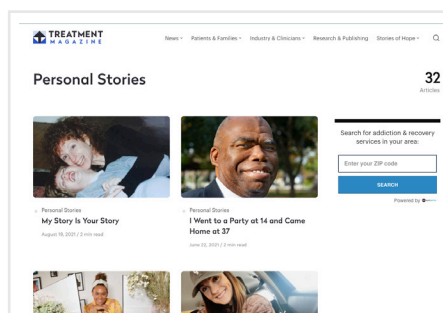 TREATMENT
MAGAZINE
News
Patients & Families
Industry & Clinicians
Research & Publishing
Stories of Hope
Personal Stories
32
Articles
Personal Stories
My Story Is Your Story
August 19, 2021 / 2 min read
Personal Stories
I Went to a Party at 14 and Came
Home at 37
June 22, 2021 / 2 min read
Search for addiction & recovery
services in your area:
Enter your ZIP code
SEARCH
Powered by